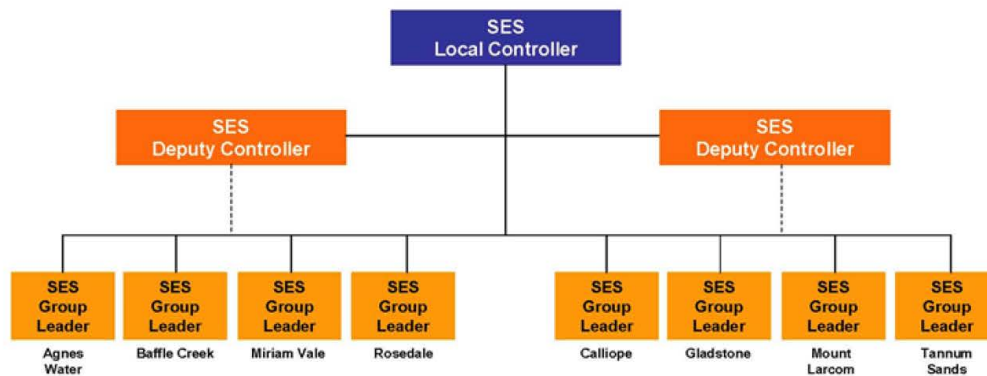 SES
Local Controller
SES
Deputy Controller
SES
Deputy Controller
SES
Group
Leader
Agnes
Water
SES
Group
Leader
Baffle Creek
SES
Group
Leader
Miriam Vale
SES
Group
Leader
Rosedale
SES
Group
Leader
Calliope
SES
Group
Leader
Gladstone
SES
Group
Leader
Mount
Larcom
SES
Group
Leader
Tannum
Sands